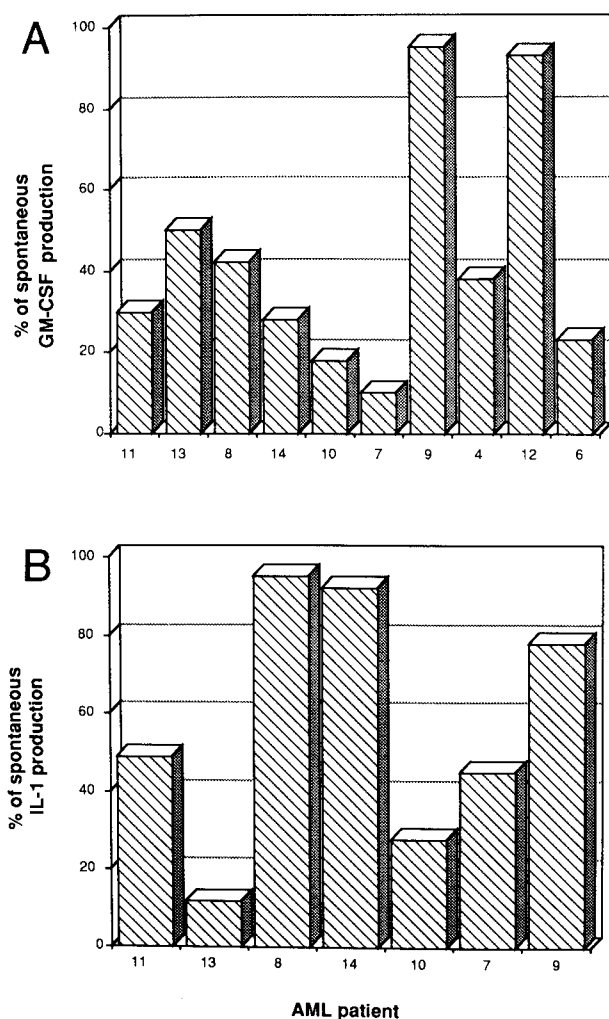 A
% of spontaneous
GM-CSF production
100
80
60
40
20
0
11 13 8 14 10 7 9 4 12 6
B
% of spontaneous
IL-1 production
100
80
60
40
20
0
11 13 8 14 10 7 9
AML patient